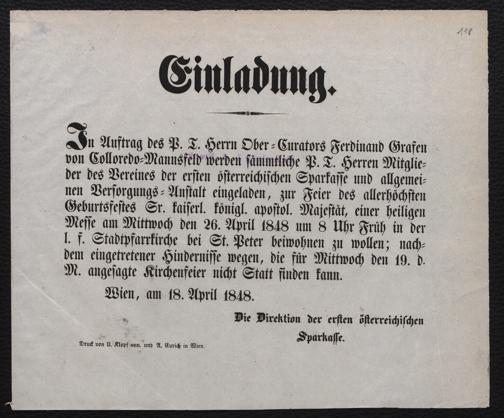 118
Einladung.
In Auftrag des P. T. Herrn Ober-Curators Ferdinand Grafen
von Colloredo-Mannsfeld werden sämmtliche P. T. Herren Mitglie-
der des Vereines der ersten österreichischen Sparkasse und allgemei-
nen Versorgungs-Anstalt eingeladen, zur Feier des allerhöchsten
Geburtsfestes Sr. kaiserl. königl. apostol. Majestät, einer heiligen
Messe am Mittwoch den 26. April 1848 um 8 Uhr Früh in der
l. f. Stadtpfarrkirche bei St. Peter beiwohnen zu wollen; nach-
dem eingetretener Hindernisse wegen, die für Mittwoch den 19. d.
M. angesagte Kirchenfeier nicht Statt finden kann.
Wien, am 18. April 1848.
Die Direktion der ersten österreichischen
Sparkasse.
Druck von U. Klopf sen. und A. Eurich in Wien.